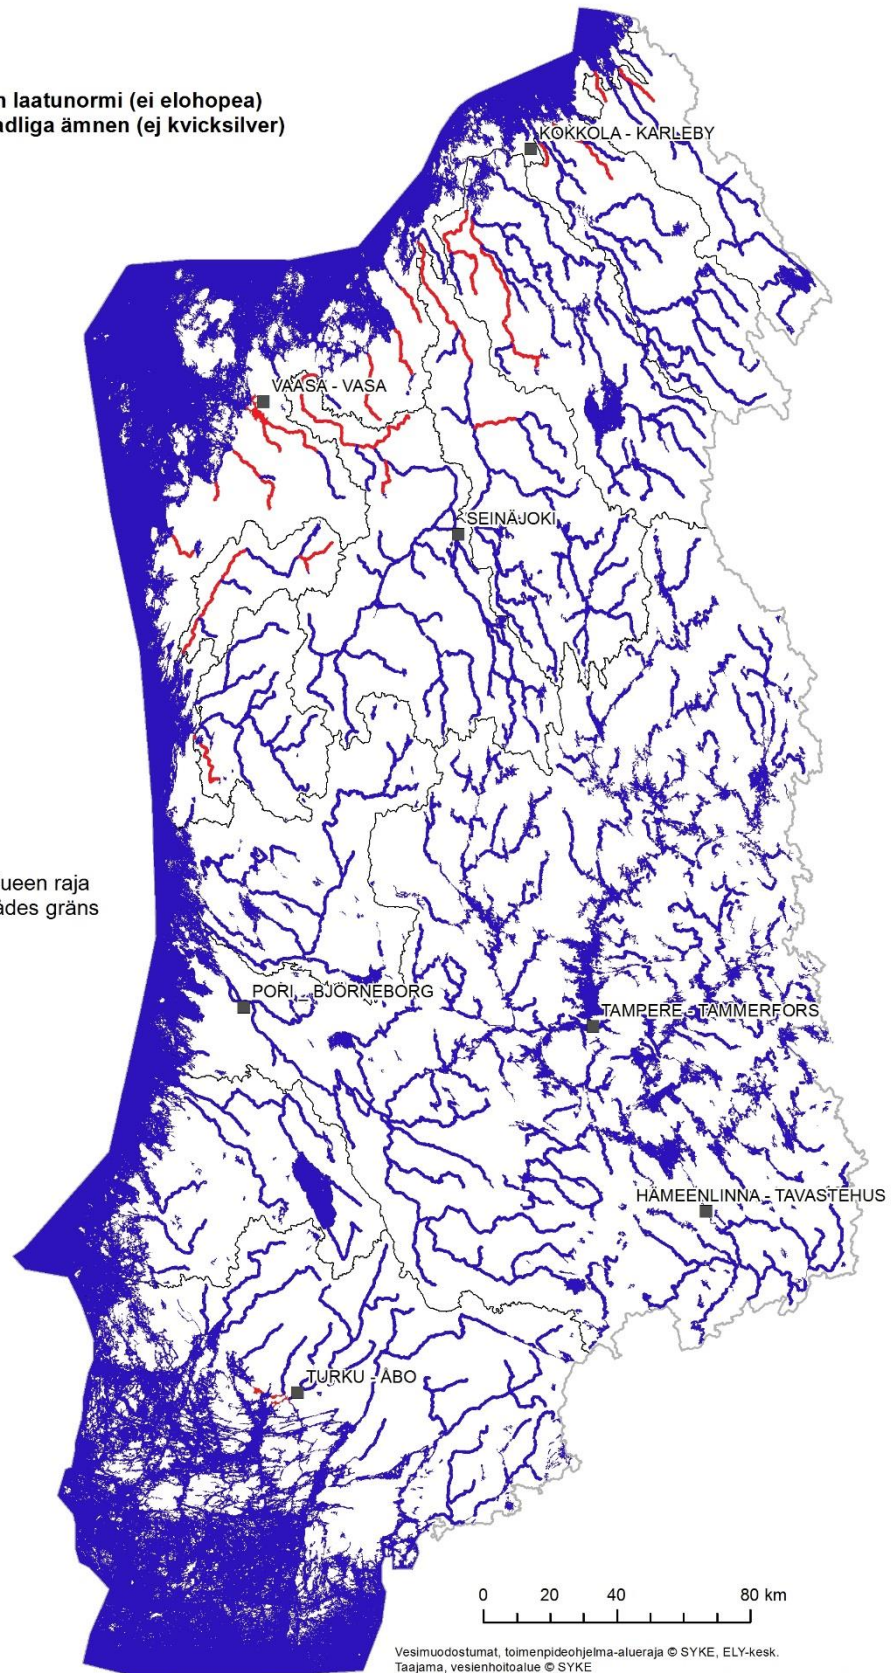 n laatunormi (ei elohopea)
adliga ämnen (ej kvicksilver)
KOKKOLA - KARLEBY
VAASA - VASA
SEINÄJOKI
ueen raja
ådes gräns
PORI - BJÖRNEBORG
TAMPERE - TAMMERFORS
HÄMEENLINNA - TAVASTEHUS
TURKU - ÅBO
0 20 40 80 km
Vesimuodostumat, toimenpideohjelma-alueraja © SYKE, ELY-kesk.
Taajama, vesienhoitoalue © SYKE